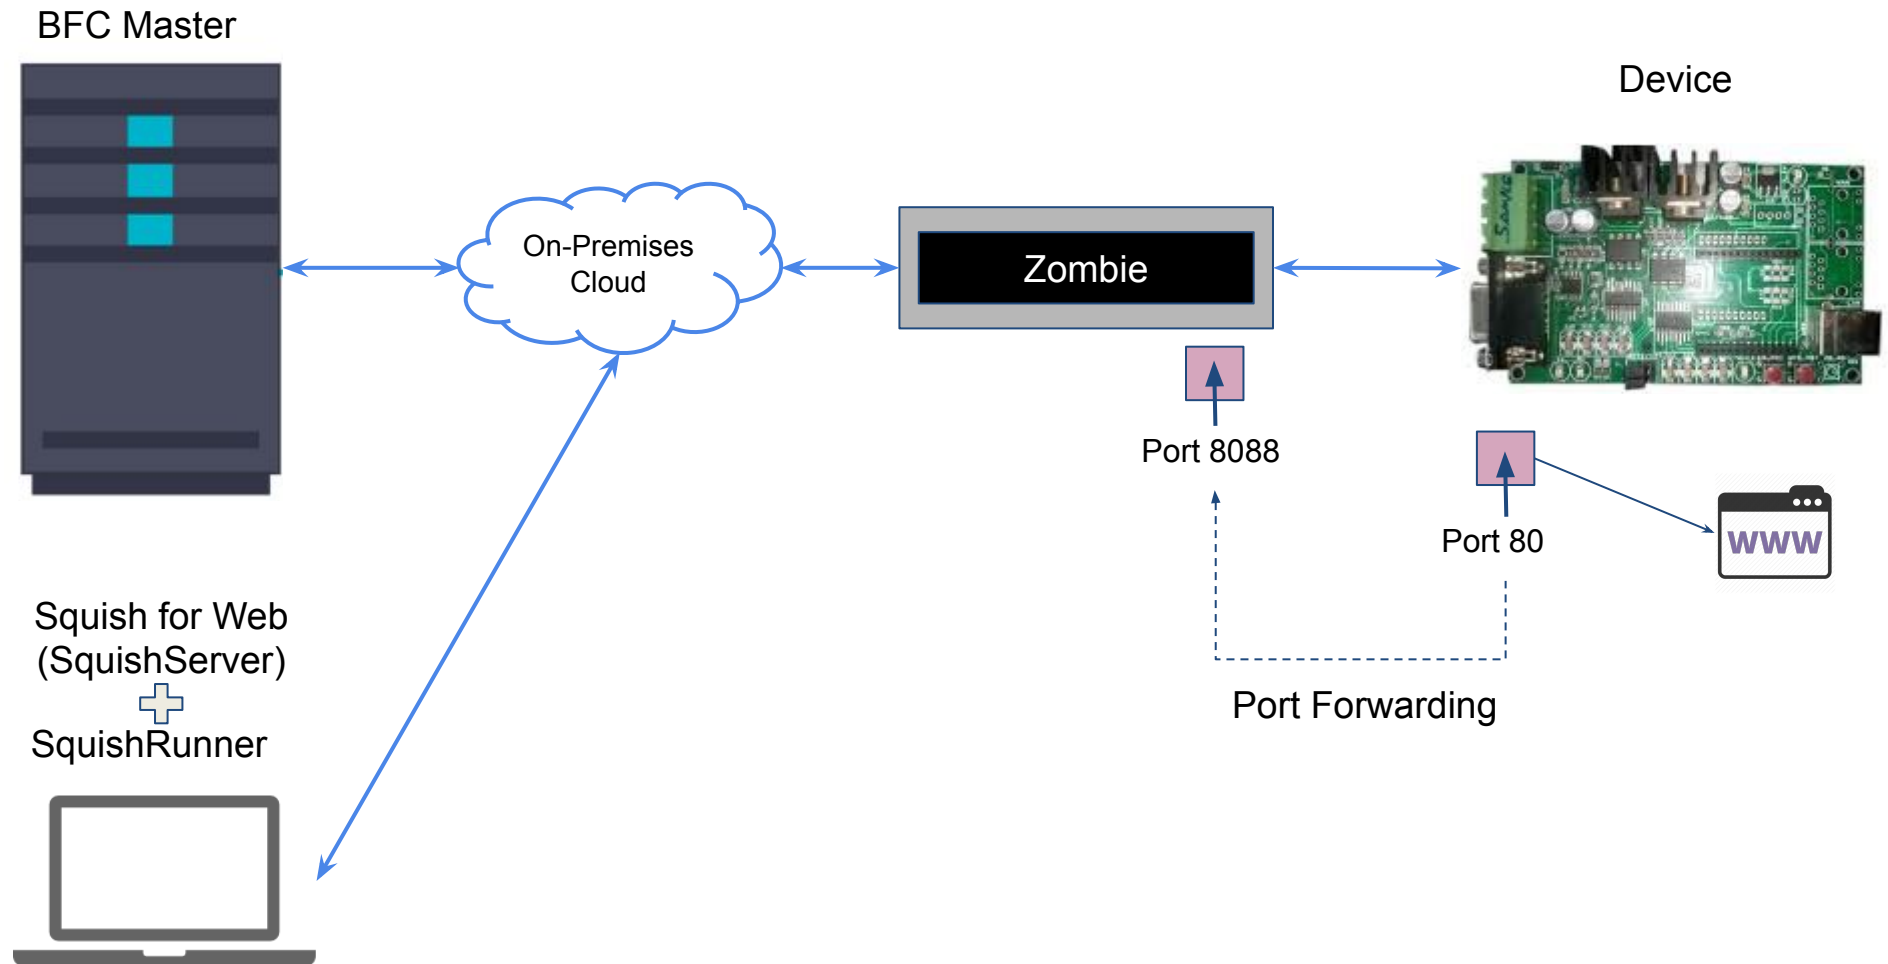 BFC Master
Device
On-Premises
Cloud
Zombie
Port 8088
Port 80
www
Port Forwarding
Squish for Web
(SquishServer)
SquishRunner